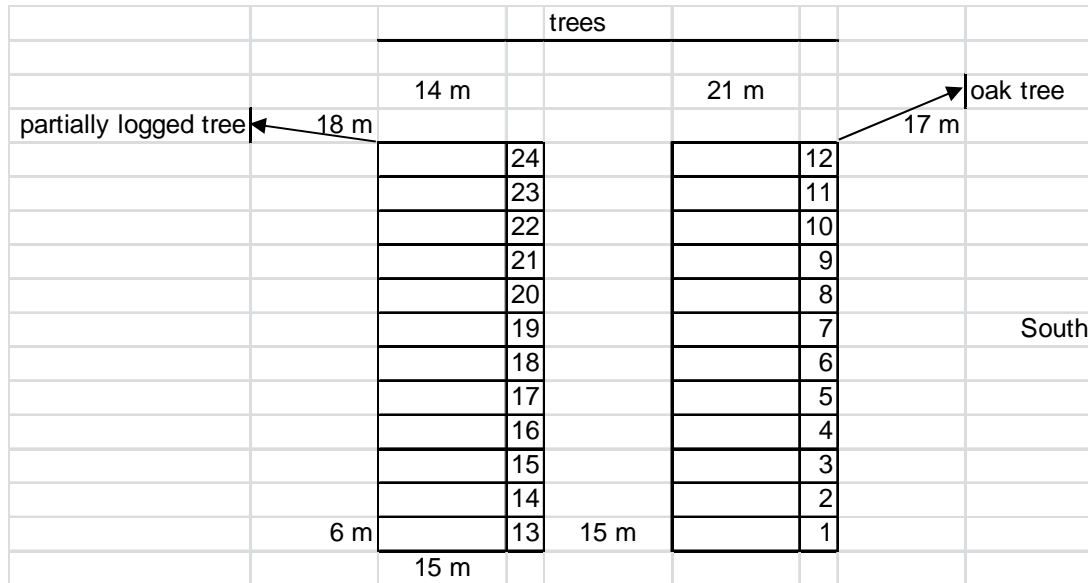 trees
14 m 21 m oak tree
partially logged tree 18 m 17 m
24 12
23 11
22 10
21 9
20 8
19 7 South
18 6
17 5
16 4
15 3
14 2
6 m 13 15 m 1
15 m